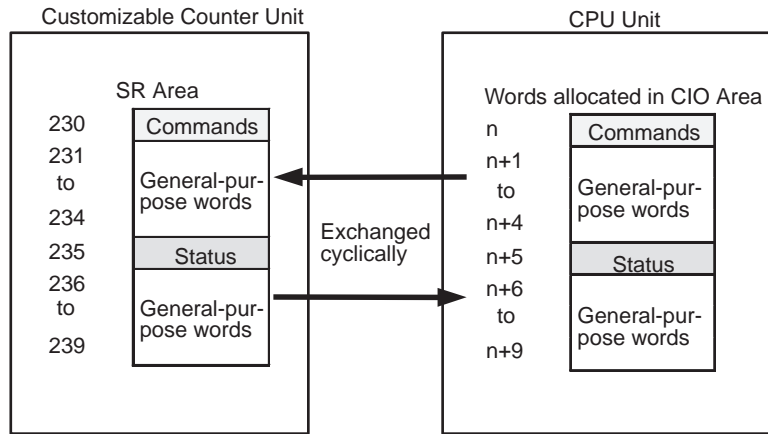 Customizable Counter Unit
CPU Unit
SR Area
230
Commands
231
to
234
General-pur-
pose words
235
Status
236
to
239
General-pur-
pose words
Exchanged
cyclically
Words allocated in CIO Area
n
Commands
n+1
to
n+4
General-pur-
pose words
n+5
Status
n+6
to
n+9
General-pur-
pose words